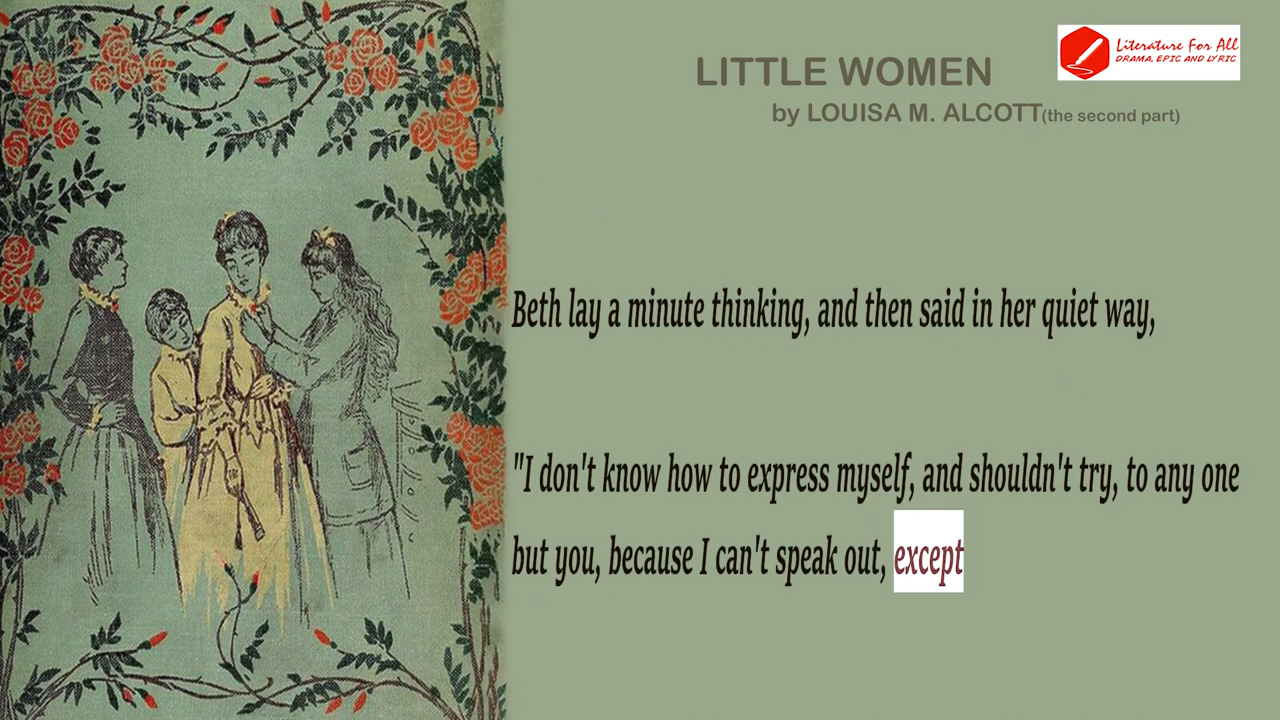 LITTLE WOMEN
by LOUISA M. ALCOTT(the second part)
Literature For All
DRAMA, EPIC AND LYRIC
Beth lay a minute thinking, and then said in her quiet way,
"I don't know how to express myself, and shouldn't try, to any one
but you, because I can't speak out, except